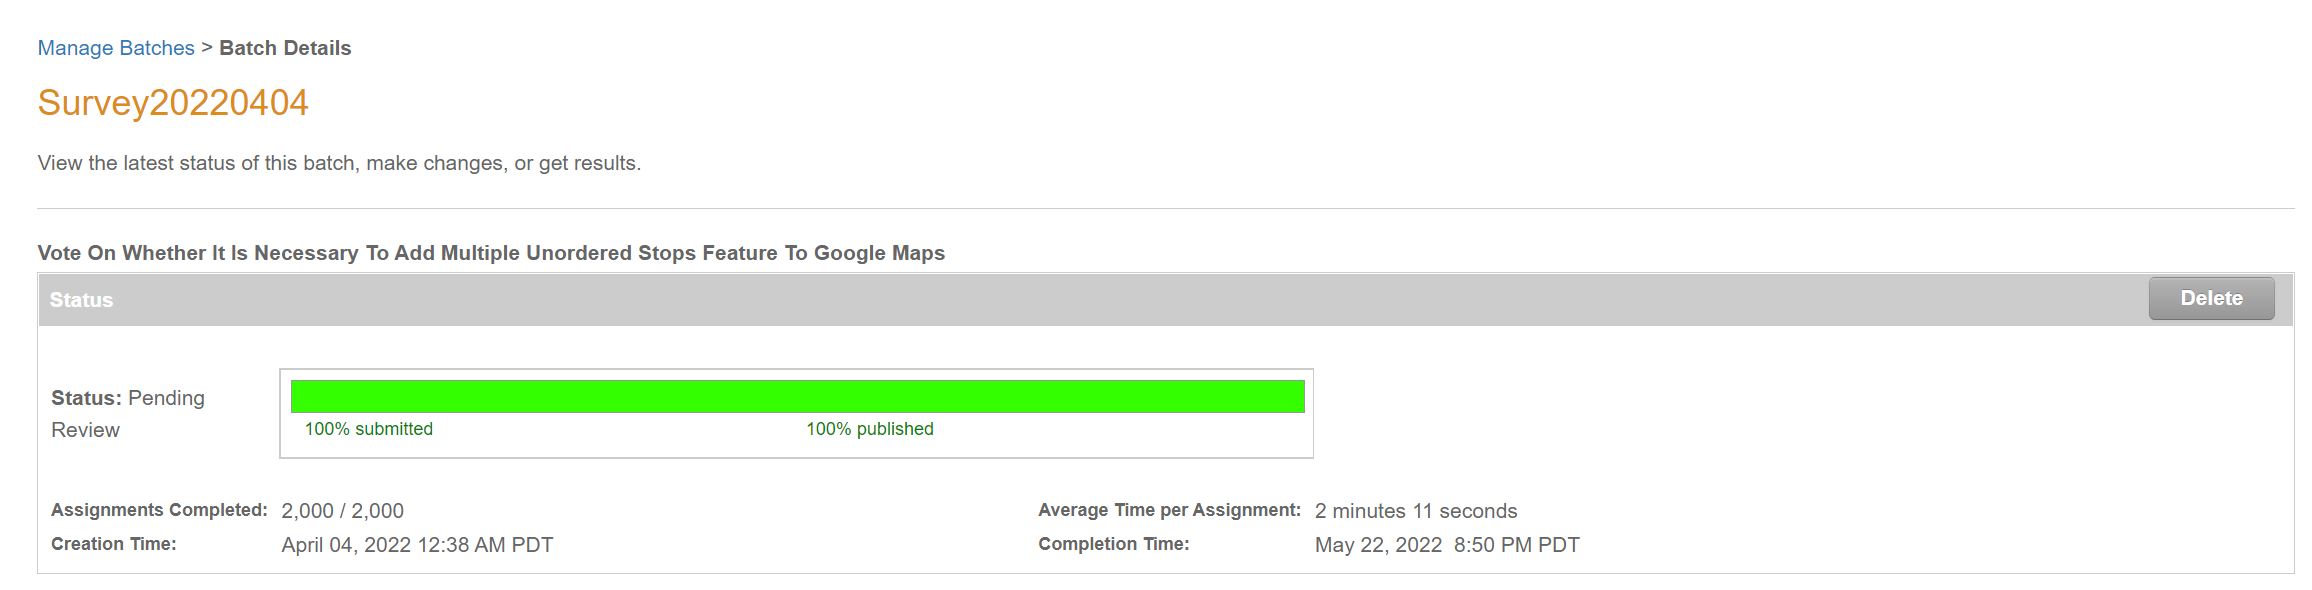 Manage Batches > Batch Details
Survey20220404
View the latest status of this batch, make changes, or get results.
Vote On Whether It Is Necessary To Add Multiple Unordered Stops Feature To Google Maps
Status
Delete
Status: Pending
Review
100% submitted
100% published
Assignments Completed: 2,000 / 2,000
Average Time per Assignment: 2 minutes 11 seconds
Creation Time: April 04, 2022 12:38 AM PDT
Completion Time: May 22, 2022 8:50 PM PDT